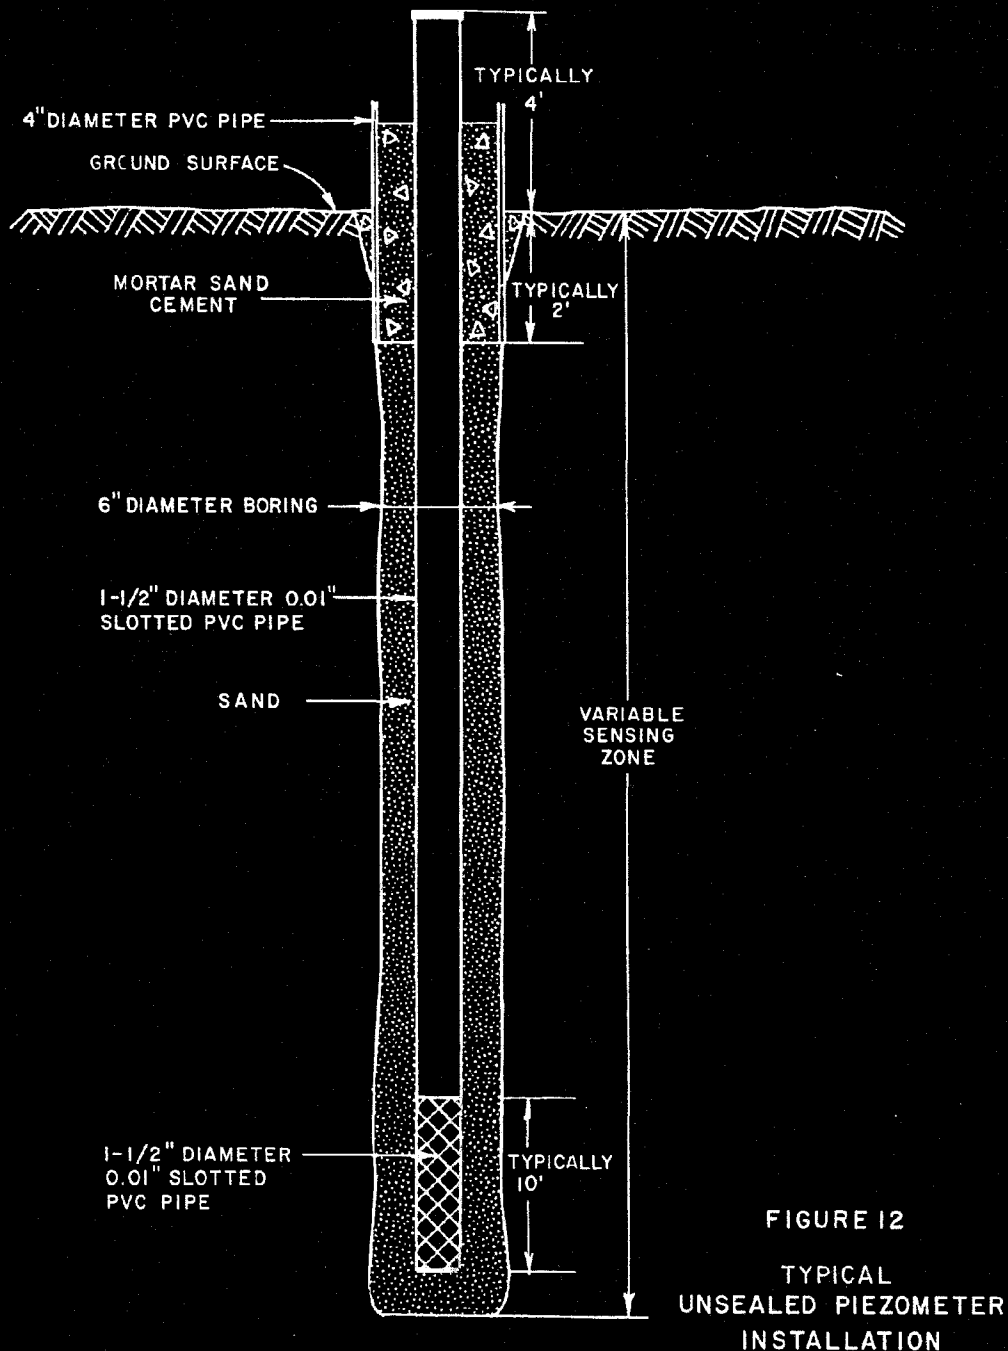 TYPICALLY
4'
4" DIAMETER PVC PIPE
GROUND SURFACE
MORTAR SAND
CEMENT
TYPICALLY
2'
6" DIAMETER BORING
1-1/2" DIAMETER 0.01"
SLOTTED PVC PIPE
SAND
VARIABLE
SENSING
ZONE
1-1/2" DIAMETER
0.01" SLOTTED
PVC PIPE
TYPICALLY
10'
FIGURE 12
TYPICAL
UNSEALED PIEZOMETER
INSTALLATION